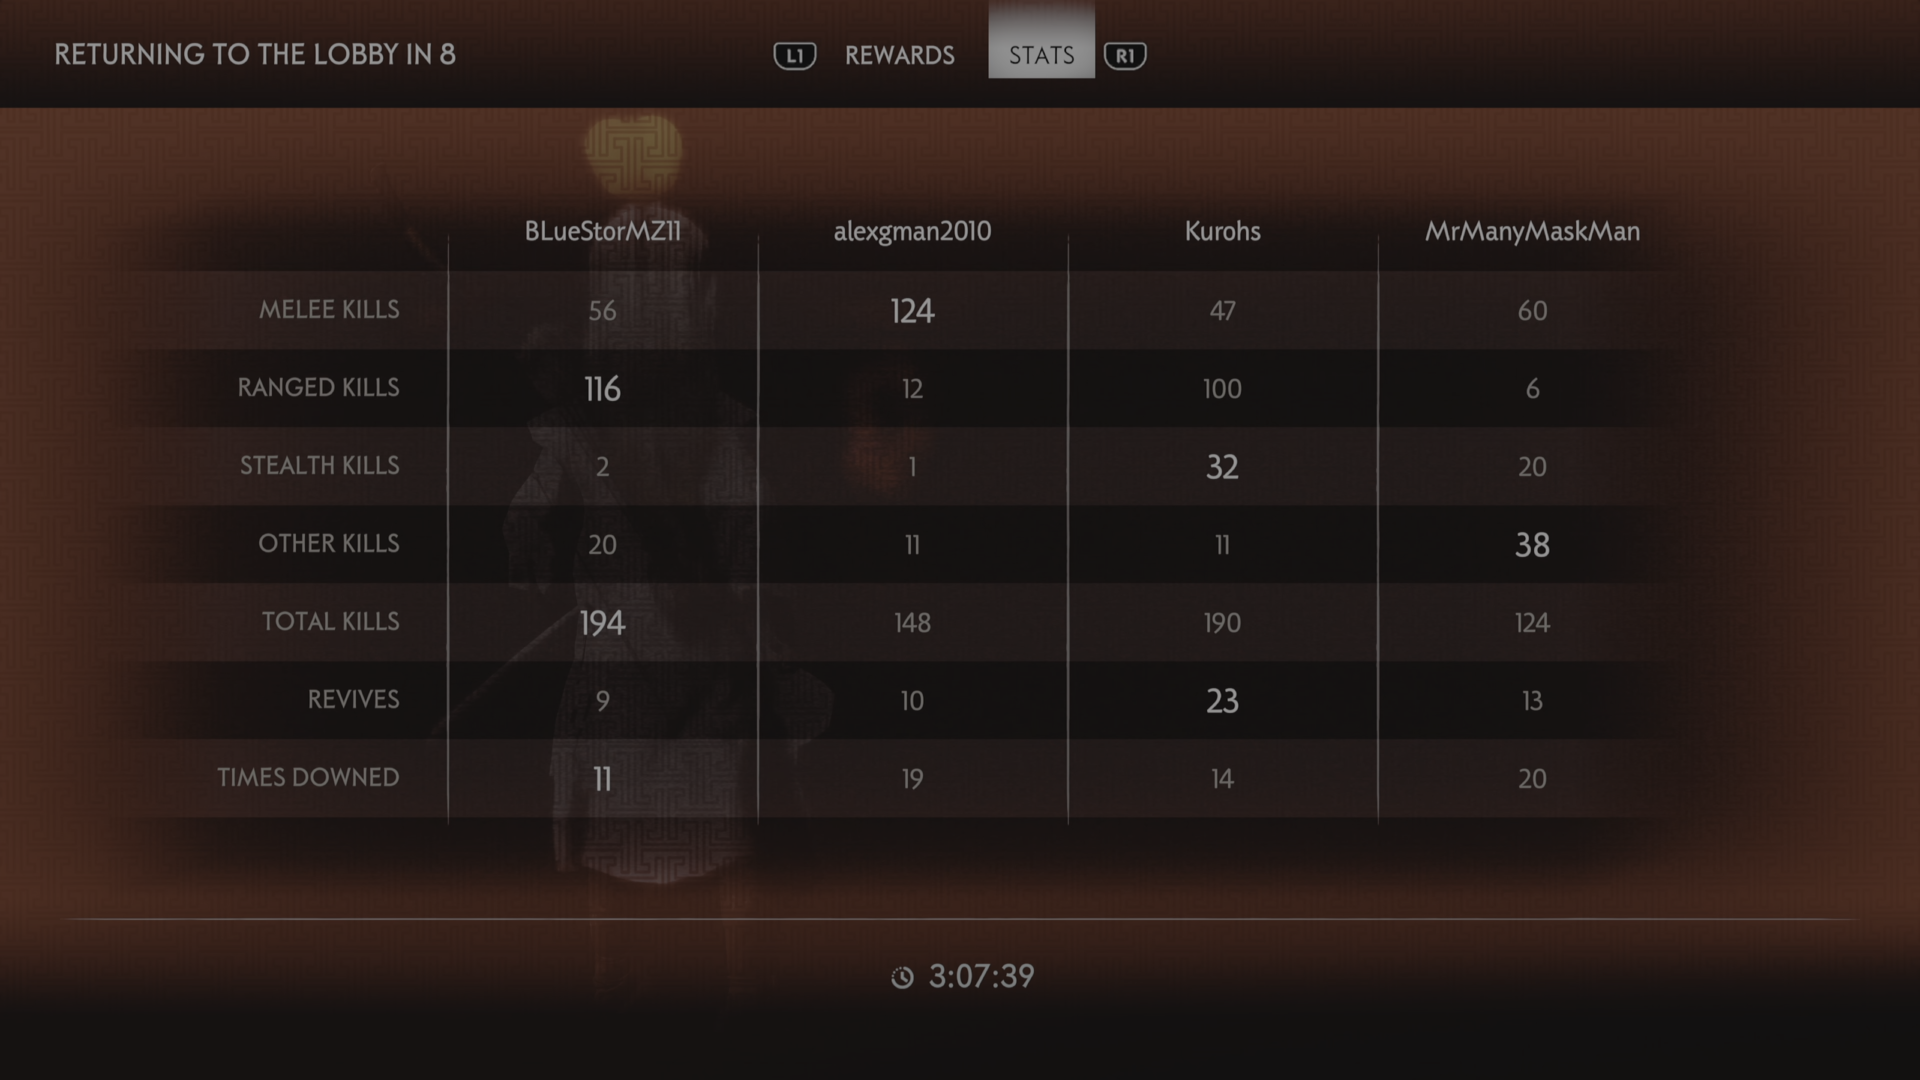 RETURNING TO THE LOBBY IN 8
L1 REWARDS STATS R1
BLueStorMZ11 alexgman2010 Kurohs MrManyMaskMan
MELEE KILLS 56 124 47 60
RANGED KILLS 116 12 100 6
STEALTH KILLS 2 1 32 20
OTHER KILLS 20 11 11 38
TOTAL KILLS 194 148 190 124
REVIVES 9 10 23 13
TIMES DOWNED 11 19 14 20
3:07:39